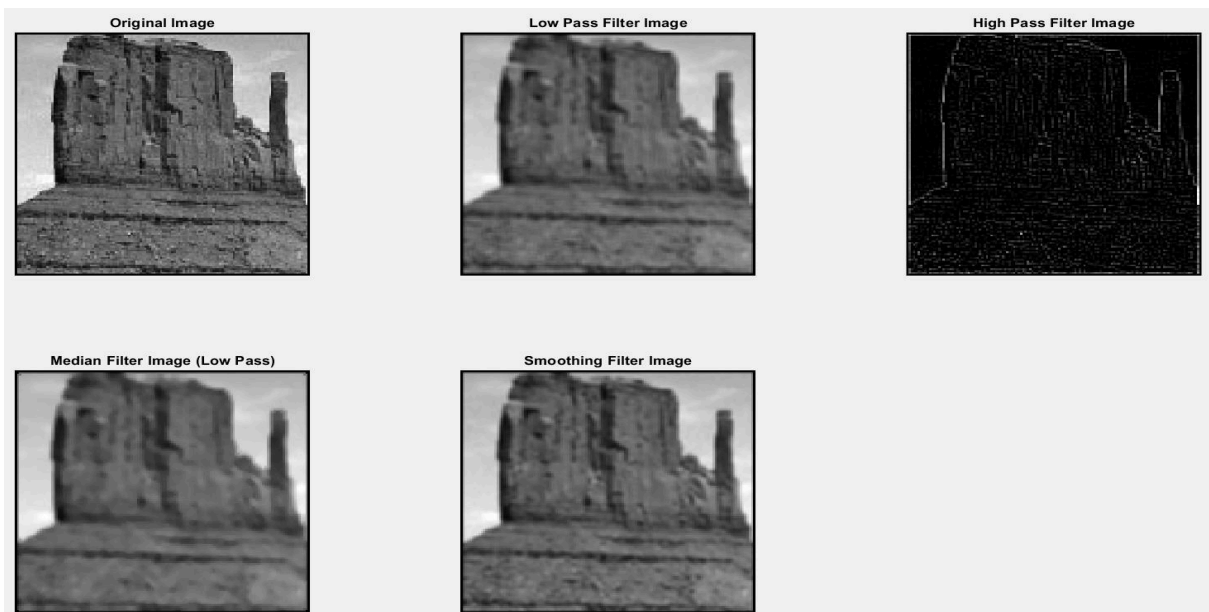 Original Image
Low Pass Filter Image
High Pass Filter Image
Median Filter Image (Low Pass)
Smoothing Filter Image